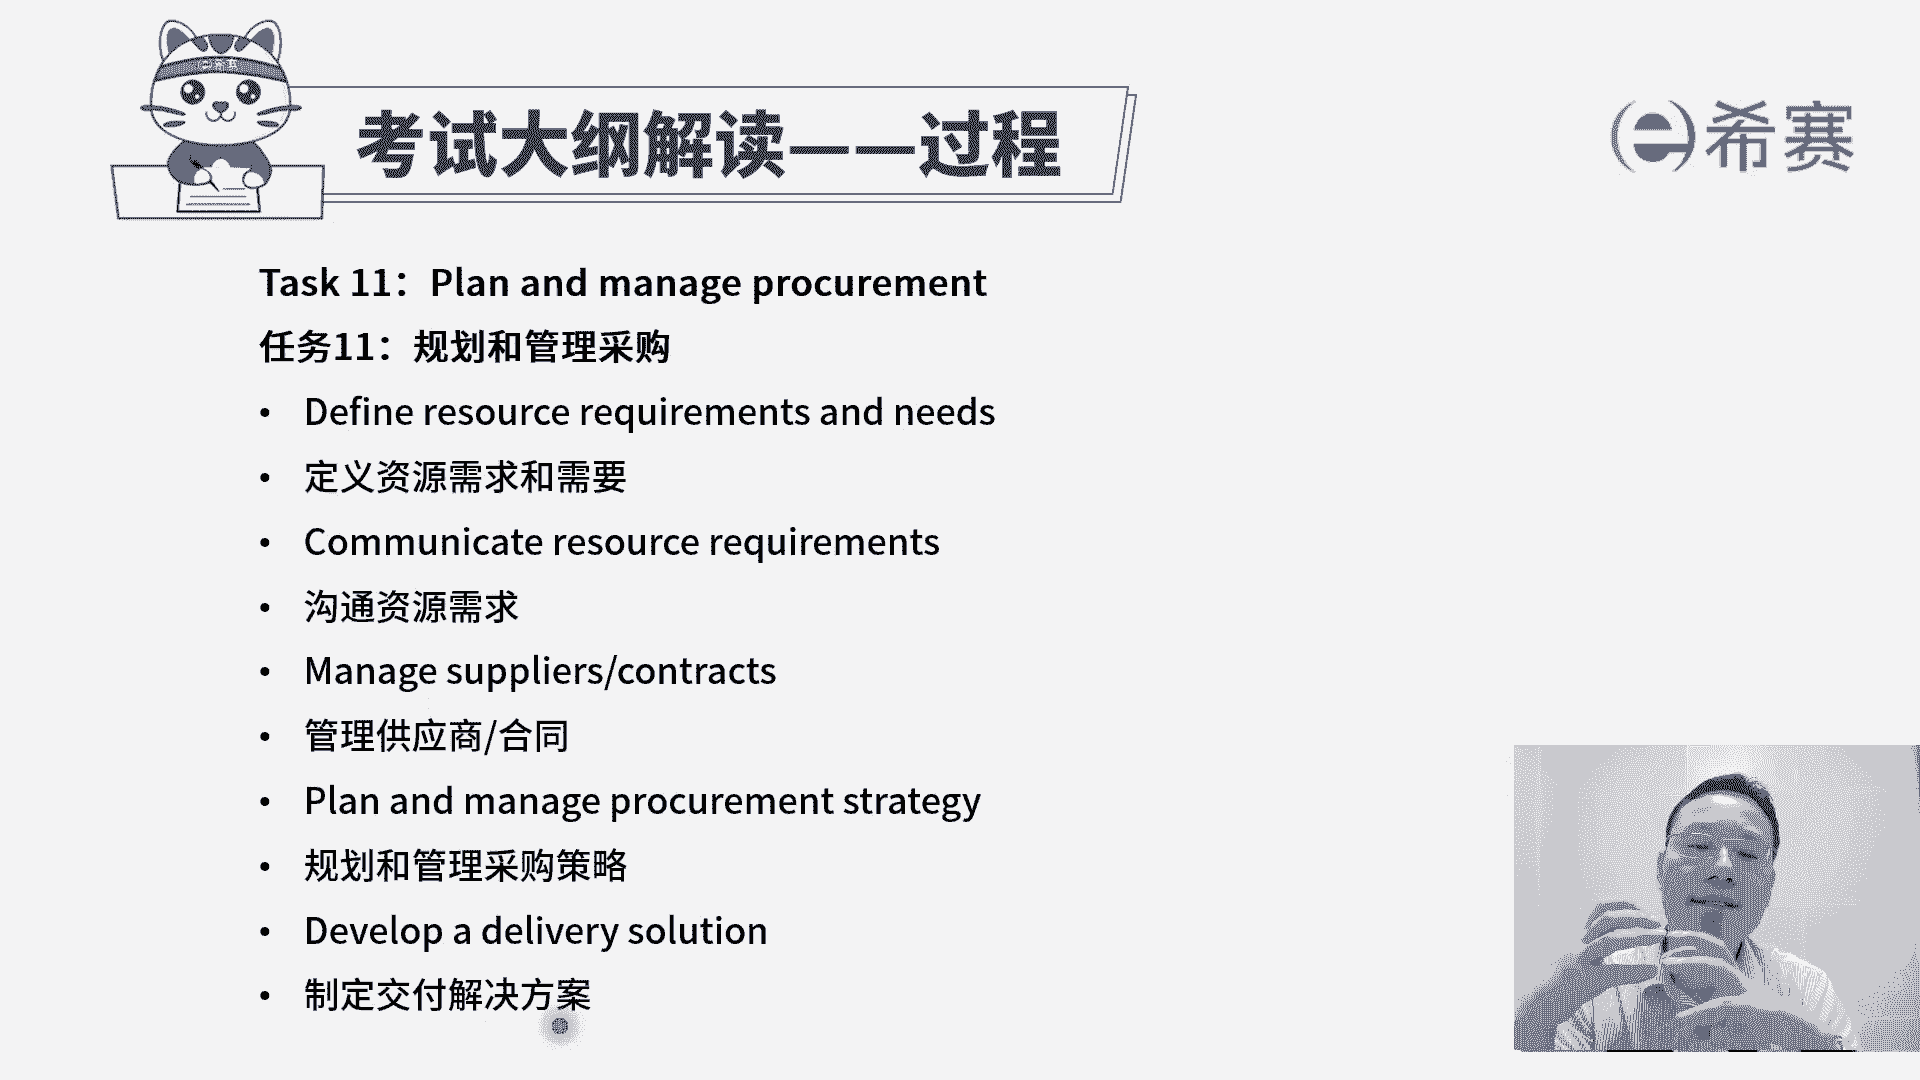 考试大纲解读——过程
希赛
Task 11：Plan and manage procurement
任务11：规划和管理采购
• Define resource requirements and needs
• 定义资源需求和需要
• Communicate resource requirements
• 沟通资源需求
• Manage suppliers/contracts
• 管理供应商/合同
• Plan and manage procurement strategy
• 规划和管理采购策略
• Develop a delivery solution
• 制定交付解决方案